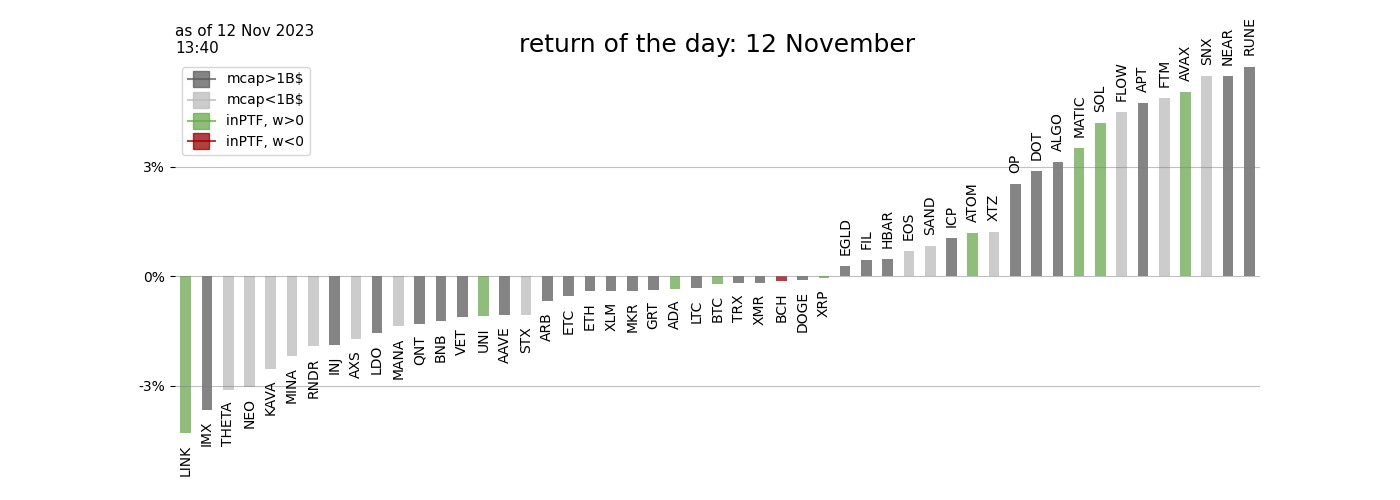 as of 12 Nov 2023
13:40
return of the day: 12 November
mcap>1B$
mcap<1B$
inPTF, w>0
inPTF, w<0
3%
0%
-3%
LINK
IMX
THETA
NEO
KAVA
MINA
RNDR
INJ
AXS
LDO
MANA
QNT
BNB
VET
UNI
AAVE
STX
ARB
ETC
ETH
XLM
MKR
GRT
ADA
LTC
BTC
TRX
XMR
BCH
DOGE
XRP
EGLD
FIL
HBAR
EOS
SAND
ICP
ATOM
XTZ
OP
DOT
ALGO
MATIC
SOL
FLOW
APT
FTM
AVAX
SNX
NEAR
RUNE